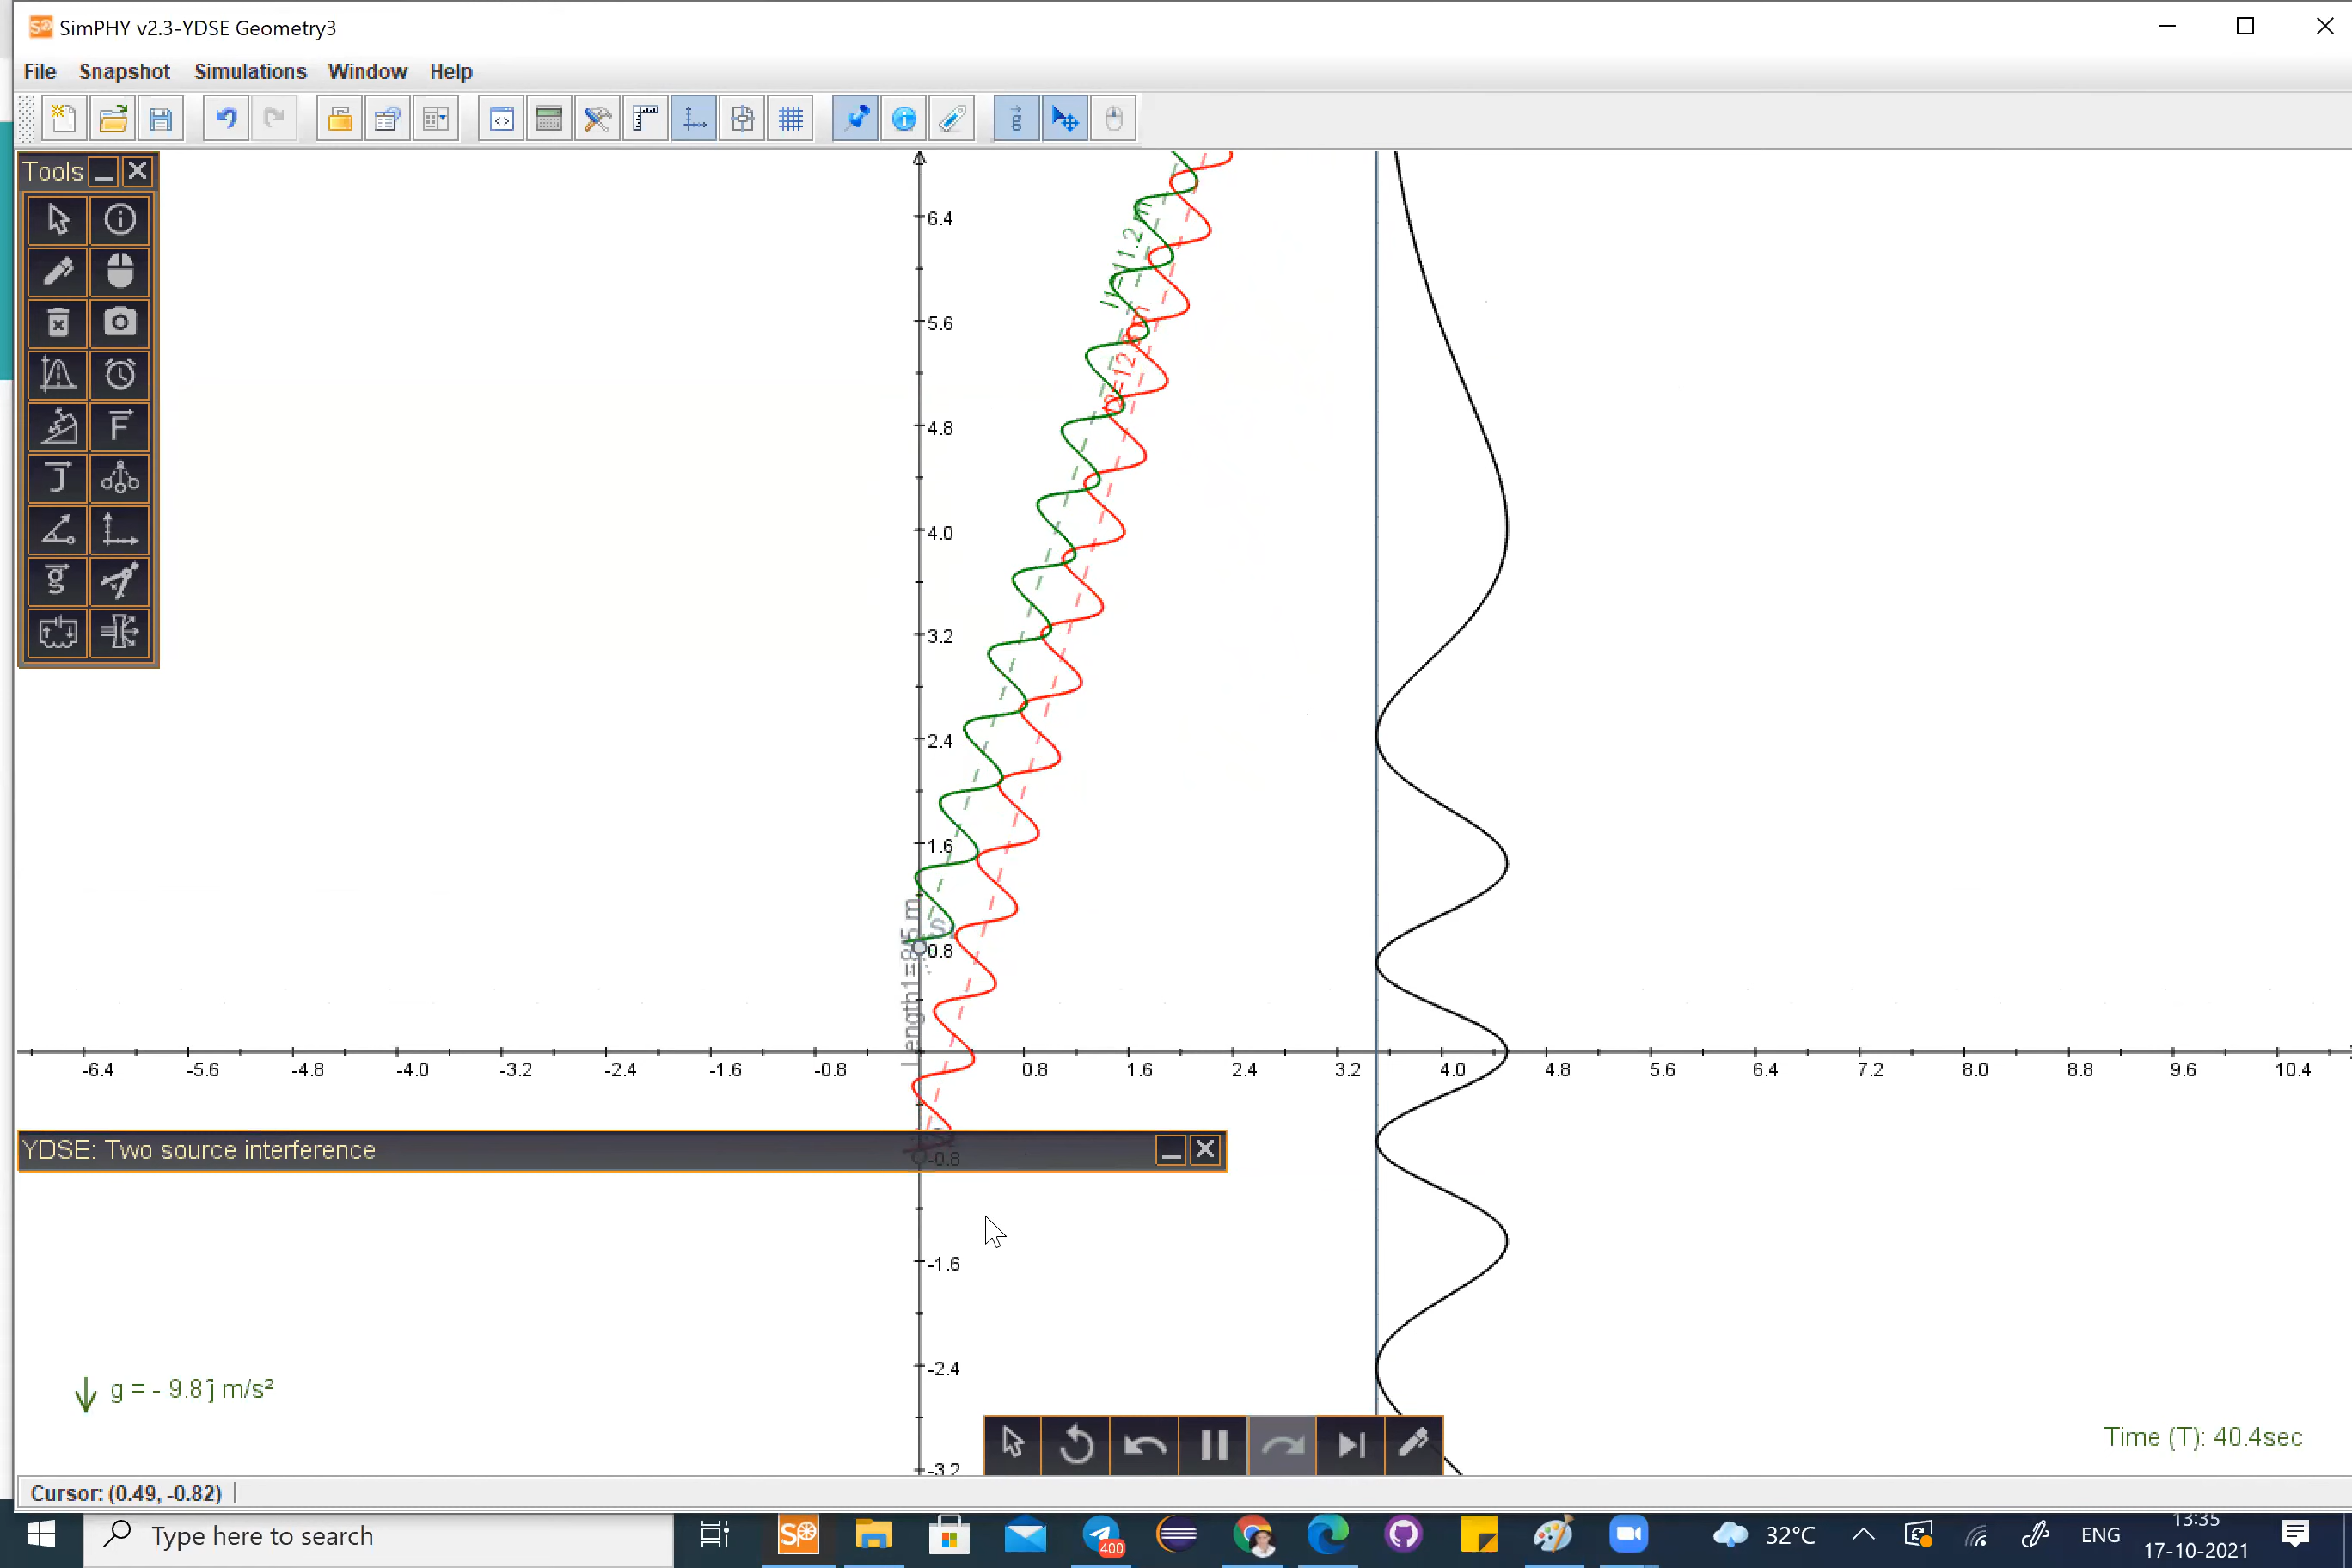 SimPHY v2.3-YDSE Geometry3
File Snapshot Simulations Window Help
Tools
6.4
5.6
4.8
4.0
3.2
2.4
1.6
0.8
-6.4 -5.6 -4.8 -4.0 -3.2 -2.4 -1.6 -0.8 0.8 1.6 2.4 3.2 4.0 4.8 5.6 6.4 7.2 8.0 8.8 9.6 10.4
YDSE: Two source interference
-0.8
-1.6
-2.4
-3.2
g = - 9.8ĵ m/s²
Time (T): 40.4sec
Cursor: (0.49, -0.82)
Type here to search
400
32°C
ENG
13:35
17-10-2021